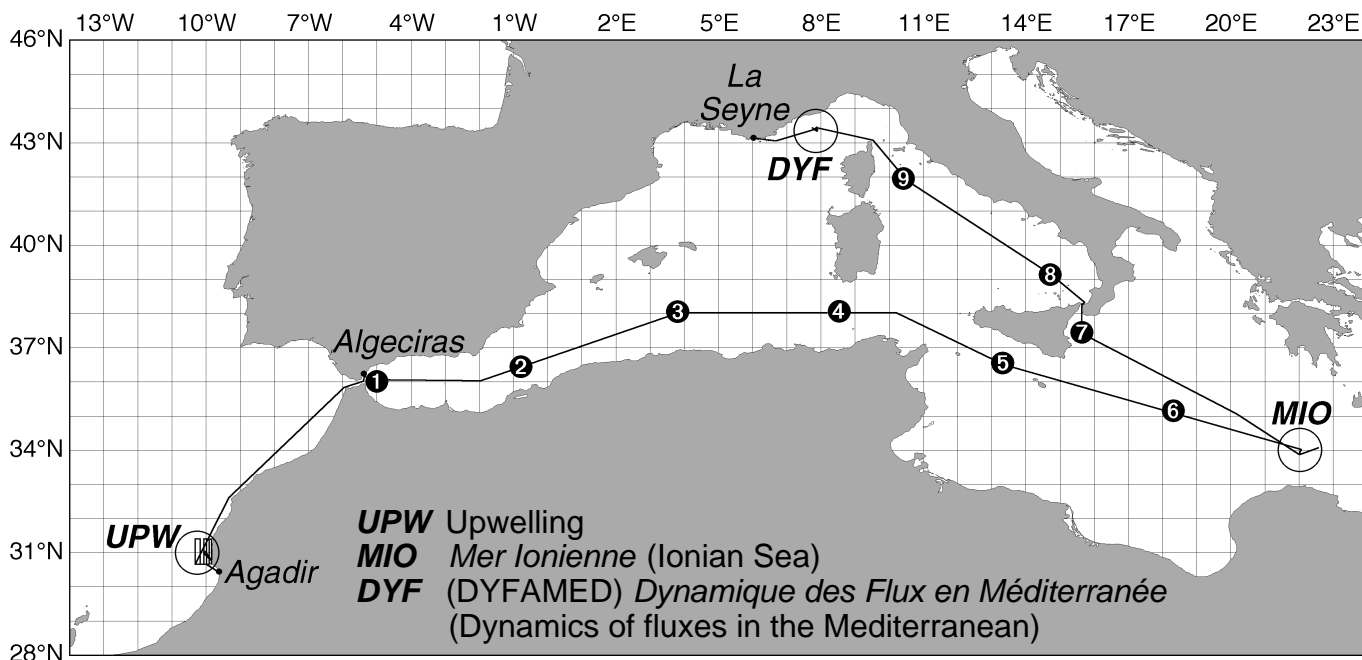 13°W 10°W 7°W 4°W 1°W 2°E 5°E 8°E 11°E 14°E 17°E 20°E 23°E
46°N
La
Seyne
43°N
DYF
9
40°N
8
3
4
7
Algeciras
37°N
5
2
1
6
MIO
34°N
UPW
UPW Upwelling
31°N
MIO Mer Ionienne (Ionian Sea)
Agadir
DYF (DYFAMED) Dynamique des Flux en Méditerranée
(Dynamics of fluxes in the Mediterranean)
28°N